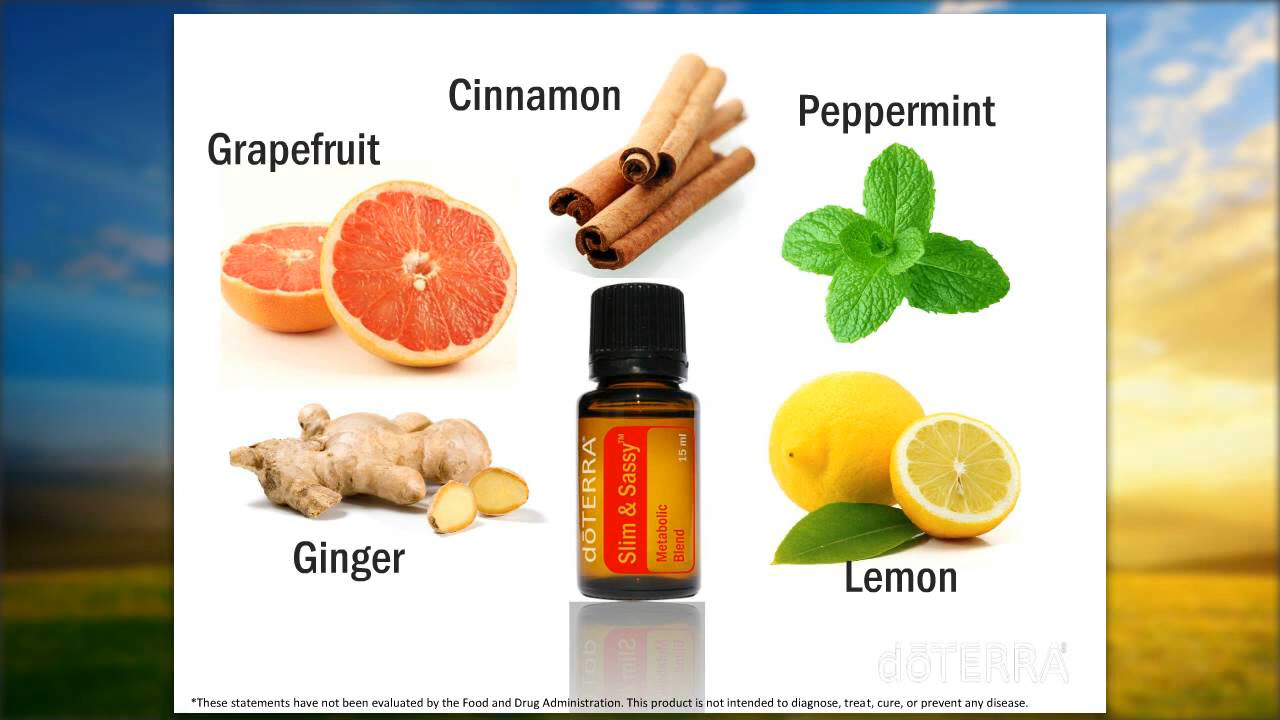 Cinnamon
Peppermint
Grapefruit
dōTERRA®
Slim & Sassy™
15 ml
Metabolic
Blend
Ginger
Lemon
dōTERRA®
*These statements have not been evaluated by the Food and Drug Administration. This product is not intended to diagnose, treat, cure, or prevent any disease.